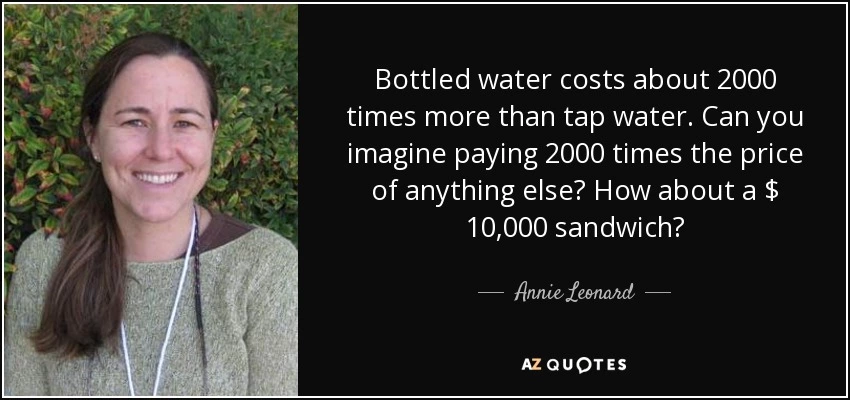 Bottled water costs about 2000
times more than tap water. Can you
imagine paying 2000 times the price
of anything else? How about a $
10,000 sandwich?
Annie Leonard
AZ QUOTES